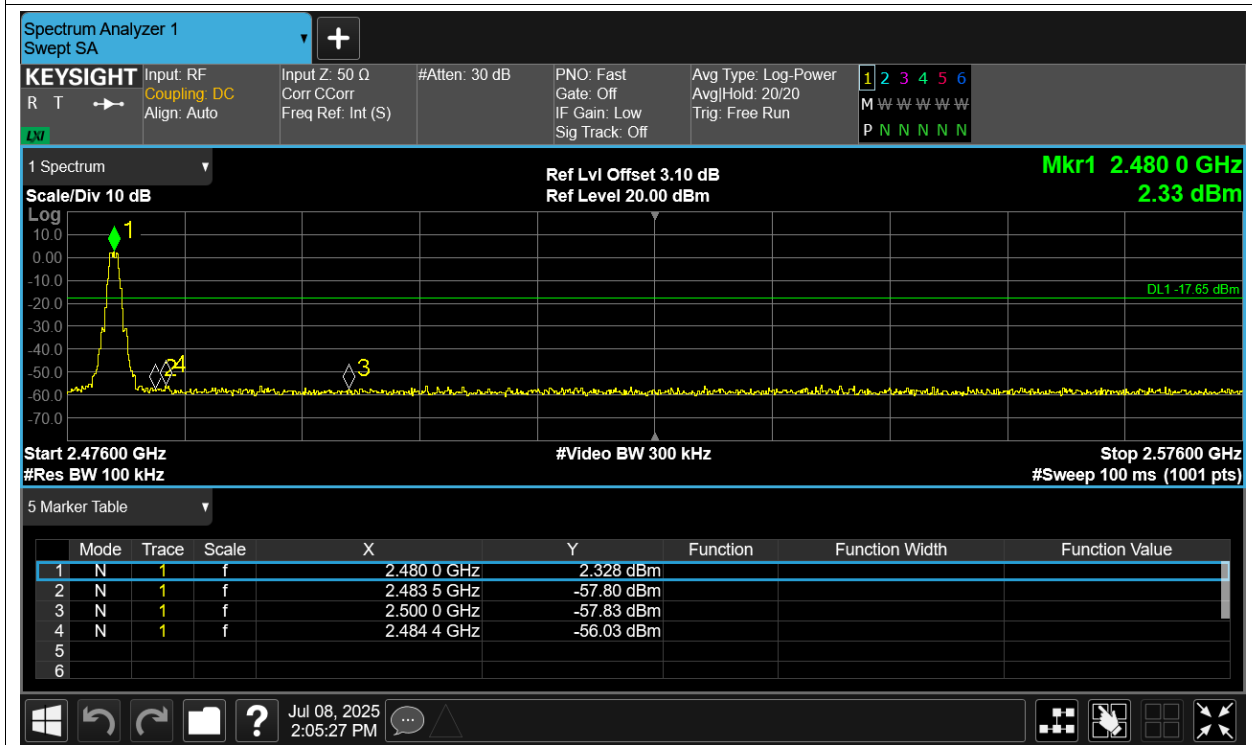 Spectrum Analyzer 1
Swept SA
KEYSIGHT
R T
LXI
Input: RF
Coupling: DC
Align: Auto
Input Z: 50 Ω
Corr CCorr
Freq Ref: Int (S)
#Atten: 30 dB
PNO: Fast
Gate: Off
IF Gain: Low
Sig Track: Off
Avg Type: Log-Power
Avg|Hold: 20/20
Trig: Free Run
1 2 3 4 5 6
M W W W W W
P N N N N N
1 Spectrum
Scale/Div 10 dB
Ref Lvl Offset 3.10 dB
Ref Level 20.00 dBm
Mkr1 2.480 0 GHz
2.33 dBm
Log
10.0
0.00
-10.0
-20.0
-30.0
-40.0
-50.0
-60.0
-70.0
1
DL1 -17.65 dBm
24
3
Start 2.47600 GHz
#Res BW 100 kHz
#Video BW 300 kHz
Stop 2.57600 GHz
#Sweep 100 ms (1001 pts)
5 Marker Table
Mode Trace Scale X Y Function Function Width Function Value
1 N 1 f 2.480 0 GHz 2.328 dBm
2 N 1 f 2.483 5 GHz -57.80 dBm
3 N 1 f 2.500 0 GHz -57.83 dBm
4 N 1 f 2.484 4 GHz -56.03 dBm
5
6
?
Jul 08, 2025
2:05:27 PM